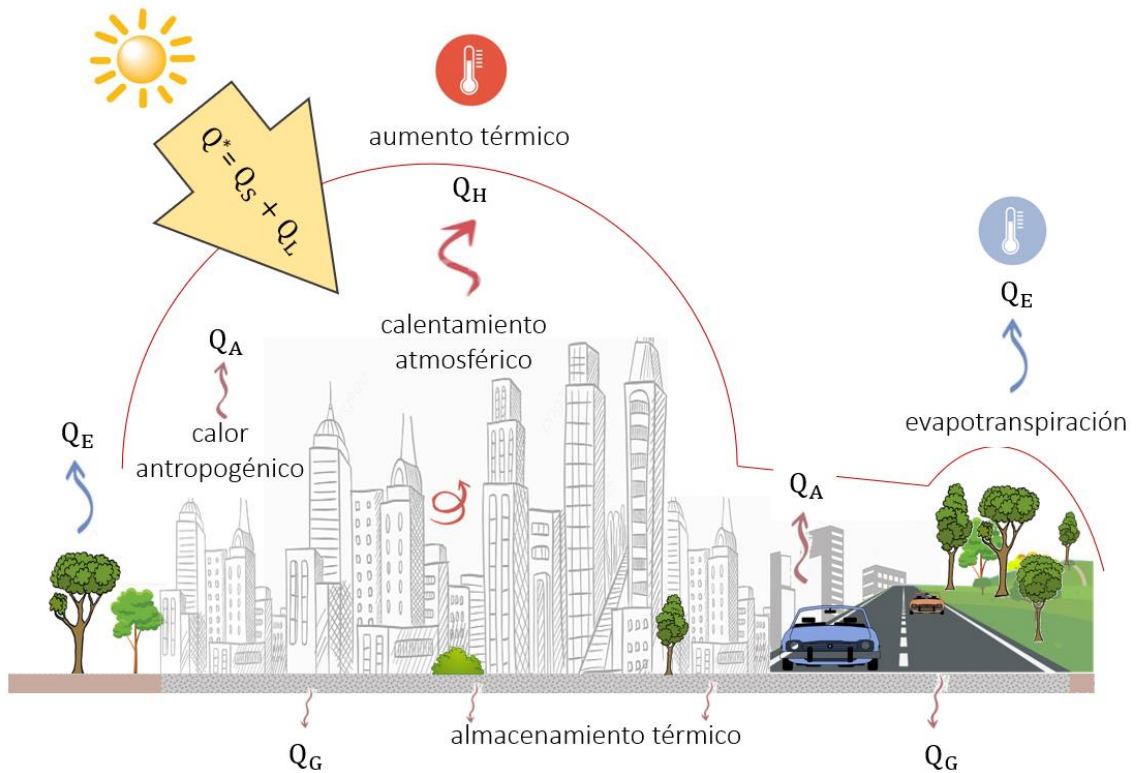 aumento térmico
Q* = QS + QL
QH
QE
calentamiento
atmosférico
QA
QE
calor
antropogénico
evapotranspiración
QA
almacenamiento térmico
QG
QG